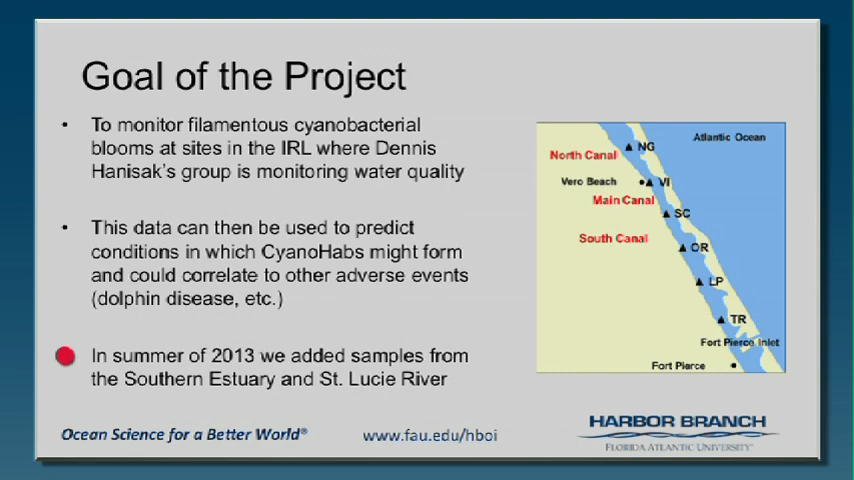 Goal of the Project
• To monitor filamentous cyanobacterial
blooms at sites in the IRL where Dennis
Hanisak's group is monitoring water quality
• This data can then be used to predict
conditions in which CyanoHabs might form
and could correlate to other adverse events
(dolphin disease, etc.)
In summer of 2013 we added samples from
the Southern Estuary and St. Lucie River
Atlantic Ocean
NG
North Canal
Vero Beach
VI
Main Canal
SC
South Canal
OR
LP
TR
Fort Pierce Inlet
Fort Pierce
Ocean Science for a Better World®
www.fau.edu/hboi
HARBOR BRANCH
FLORIDA ATLANTIC UNIVERSITY